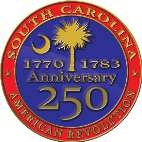 SOUTH CAROLINA
1770 1783
Anniversary
250
AMERICAN REVOLUTION